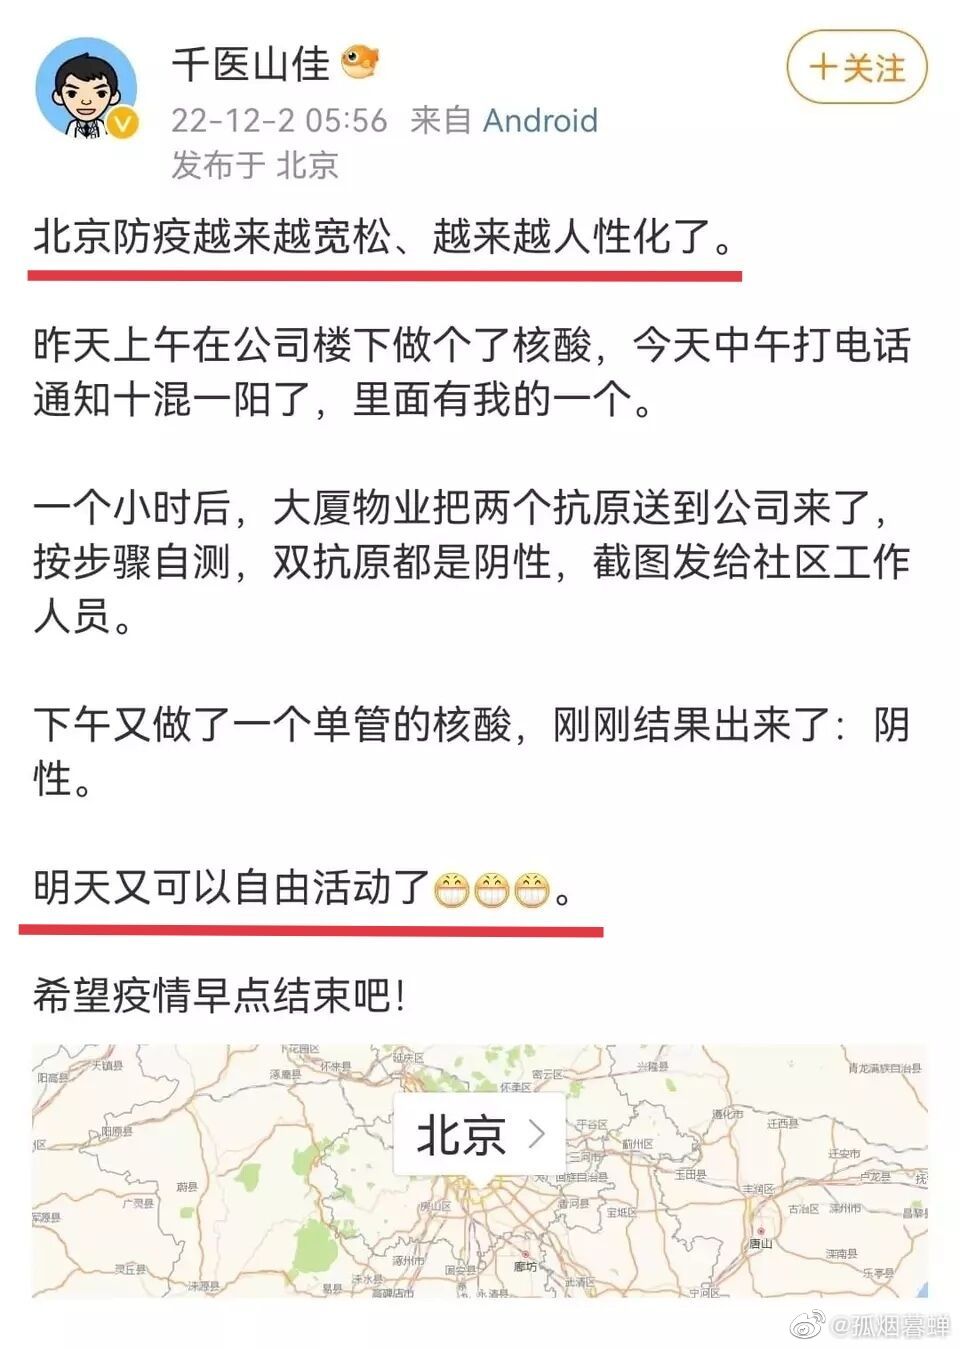 千医山佳
+关注
22-12-2 05:56 来自 Android
发布于 北京
北京防疫越来越宽松、越来越人性化了。
昨天上午在公司楼下做个了核酸，今天中午打电话
通知十混一阳了，里面有我的一个。
一个小时后，大厦物业把两个抗原送到公司来了，
按步骤自测，双抗原都是阴性，截图发给社区工作
人员。
下午又做了一个单管的核酸，刚刚结果出来了：阴
性。
明天又可以自由活动了😁😁😁。
希望疫情早点结束吧！
下花园区
延庆区
天镇县
怀来县
密云区
兴隆县
青龙满族自治县
阳高县
涿鹿县
怀柔区
北京
遵化市
迁西县
平谷区
阳原县
蓟州区
三河市
迁安市
玉田县
卢龙县
蔚县
丰润区
广灵县
房山区
香河县
宝坻区
古冶区
滦州市
昌黎
浑源县
唐山
涿州市
廊坊
滦南县
灵丘县
固安县
涞源县
涞水县
易县
武清区
乐亭县
高碑店市
永清县
宁河区
@孤烟暮蝉